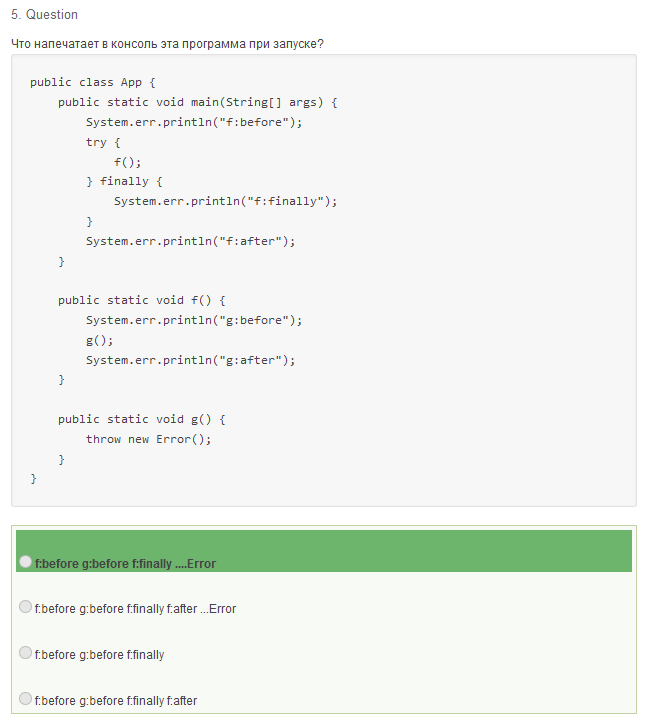 5. Question
Что напечатает в консоль эта программа при запуске?
public class App {
    public static void main(String[] args) {
        System.err.println("f:before");
        try {
            f();
        } finally {
            System.err.println("f:finally");
        }
        System.err.println("f:after");
    }

    public static void f() {
        System.err.println("g:before");
        g();
        System.err.println("g:after");
    }

    public static void g() {
        throw new Error();
    }
}
f:before g:before f:finally ....Error
f:before g:before f:finally f:after ...Error
f:before g:before f:finally
f:before g:before f:finally f:after